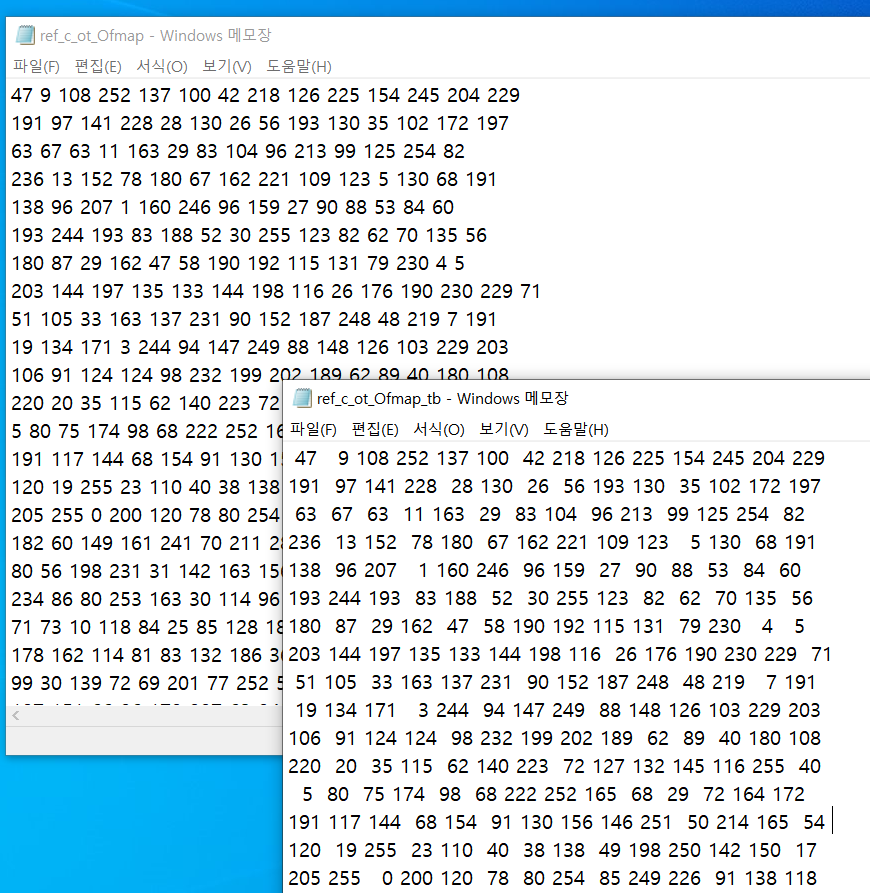 ref_c_ot_Ofmap - Windows 메모장
파일(F) 편집(E) 서식(O) 보기(V) 도움말(H)
47 9 108 252 137 100 42 218 126 225 154 245 204 229
191 97 141 228 28 130 26 56 193 130 35 102 172 197
63 67 63 11 163 29 83 104 96 213 99 125 254 82
236 13 152 78 180 67 162 221 109 123 5 130 68 191
138 96 207 1 160 246 96 159 27 90 88 53 84 60
193 244 193 83 188 52 30 255 123 82 62 70 135 56
180 87 29 162 47 58 190 192 115 131 79 230 4 5
203 144 197 135 133 144 198 116 26 176 190 230 229 71
51 105 33 163 137 231 90 152 187 248 48 219 7 191
19 134 171 3 244 94 147 249 88 148 126 103 229 203
106 91 124 124 98 232 199 202 189 62 89 40 180 108
220 20 35 115 62 140 223 72
5 80 75 174 98 68 222 252
191 117 144 68 154 91 130
120 19 255 23 110 40 38 138
205 255 0 200 120 78 80 254
182 60 149 161 241 70 211
80 56 198 231 31 142 163
234 86 80 253 163 30 114 96
71 73 10 118 84 25 85 128
178 162 114 81 83 132 186
99 30 139 72 69 201 77 252
ref_c_ot_Ofmap_tb - Windows 메모장
파일(F) 편집(E) 서식(O) 보기(V) 도움말(H)
47 9 108 252 137 100 42 218 126 225 154 245 204 229
191 97 141 228 28 130 26 56 193 130 35 102 172 197
63 67 63 11 163 29 83 104 96 213 99 125 254 82
236 13 152 78 180 67 162 221 109 123 5 130 68 191
138 96 207 1 160 246 96 159 27 90 88 53 84 60
193 244 193 83 188 52 30 255 123 82 62 70 135 56
180 87 29 162 47 58 190 192 115 131 79 230 4 5
203 144 197 135 133 144 198 116 26 176 190 230 229 71
51 105 33 163 137 231 90 152 187 248 48 219 7 191
19 134 171 3 244 94 147 249 88 148 126 103 229 203
106 91 124 124 98 232 199 202 189 62 89 40 180 108
220 20 35 115 62 140 223 72 127 132 145 116 255 40
5 80 75 174 98 68 222 252 165 68 29 72 164 172
191 117 144 68 154 91 130 156 146 251 50 214 165 54
120 19 255 23 110 40 38 138 49 198 250 142 150 17
205 255 0 200 120 78 80 254 85 249 226 91 138 118